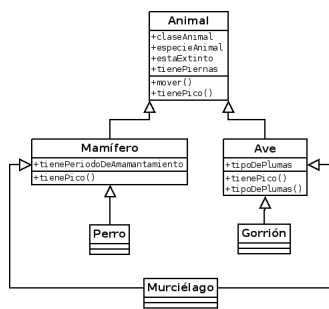 Animal
+claseAnimal
+especieAnimal
+estaExtinto
+tienePiernas
+mover()
+tienePico()
Mamífero
+tienePeriodoDeAmamantamiento
+tienePico()
Ave
+tipoDePlumas
+tienePico()
+tipoDePlumas()
Perro
Gorrión
Murciélago